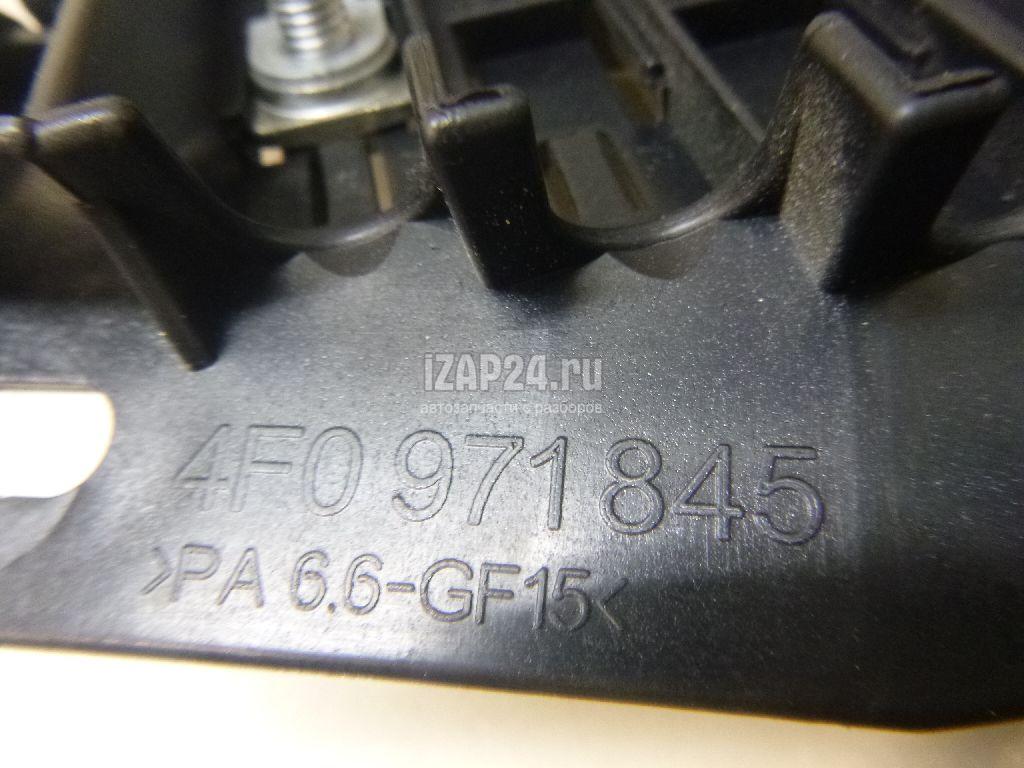 iZAP24.ru
автозапчасти с разборов
4F0 971 845
>PA 6.6-GF15<